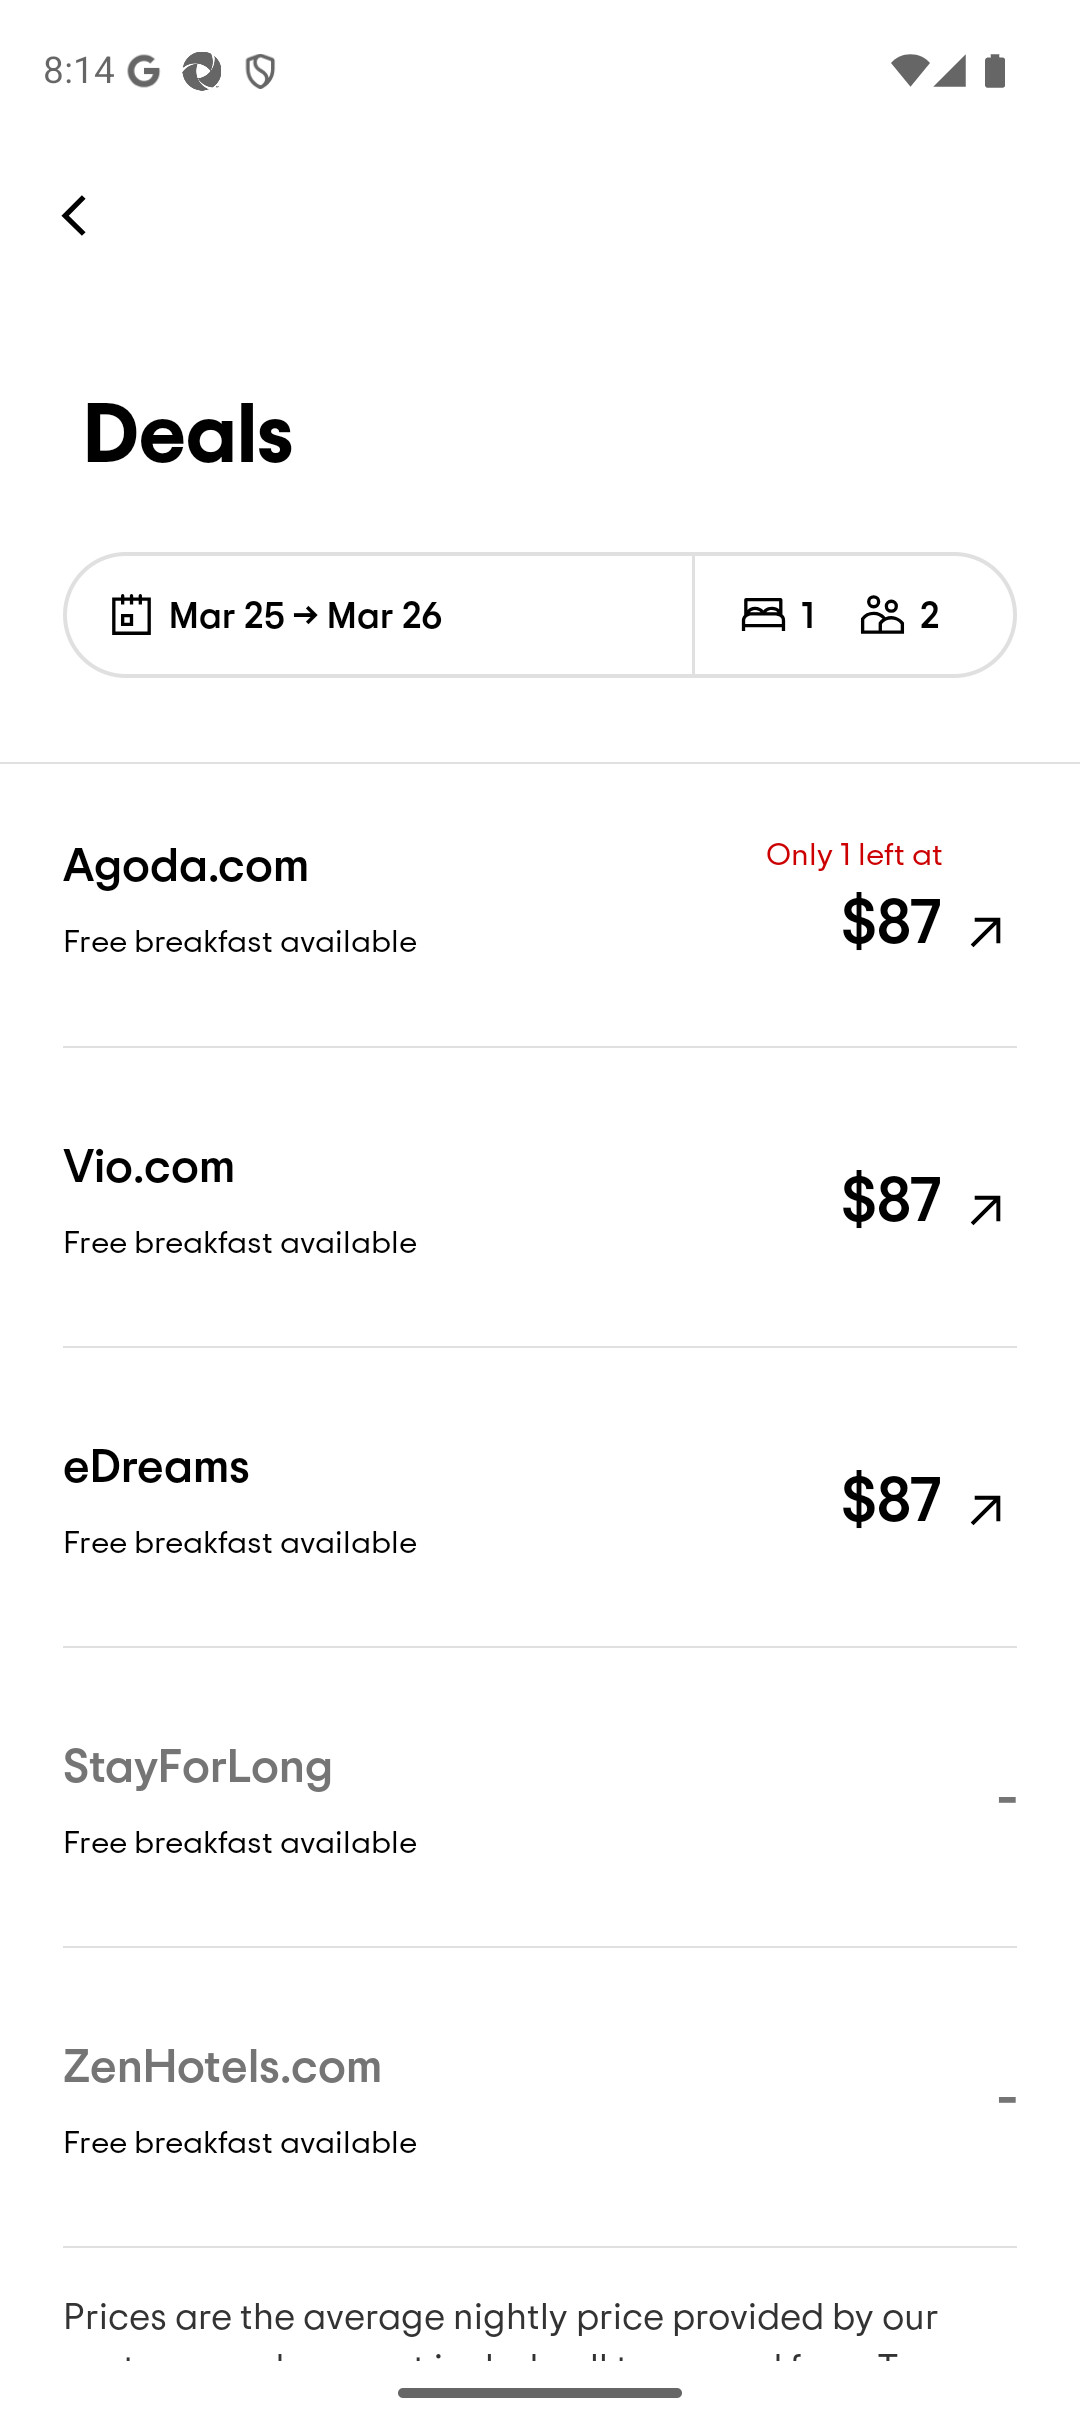 8:14
Deals
Mar 25 → Mar 26 1 2
Agoda.com
Only 1 left at
$87
Free breakfast available
Vio.com
$87
Free breakfast available
eDreams
$87
Free breakfast available
StayForLong
-
Free breakfast available
ZenHotels.com
-
Free breakfast available
Prices are the average nightly price provided by our